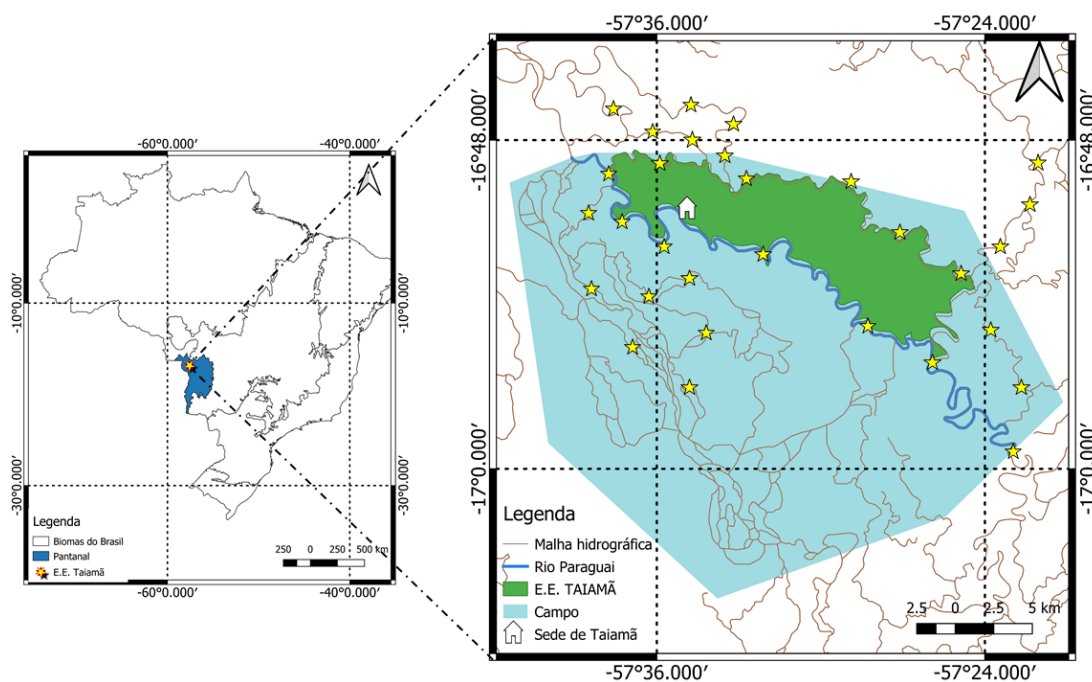 -60°0.000′ -40°0.000′
-10°0.000′
-10°0.000′
-30°0.000′
-30°0.000′
Legenda
Biomas do Brasil
Pantanal
E.E. Taiamã
250 0 250 500 km
-60°0.000′ -40°0.000′
-57°36.000′ -57°24.000′
-16°48.000′
-16°48.000′
-17°0.000′
-17°0.000′
Legenda
Malha hidrográfica
Rio Paraguai
E.E. TAIAMÃ
Campo
Sede de Taiamã
2.5 0 2.5 5 km
-57°36.000′ -57°24.000′